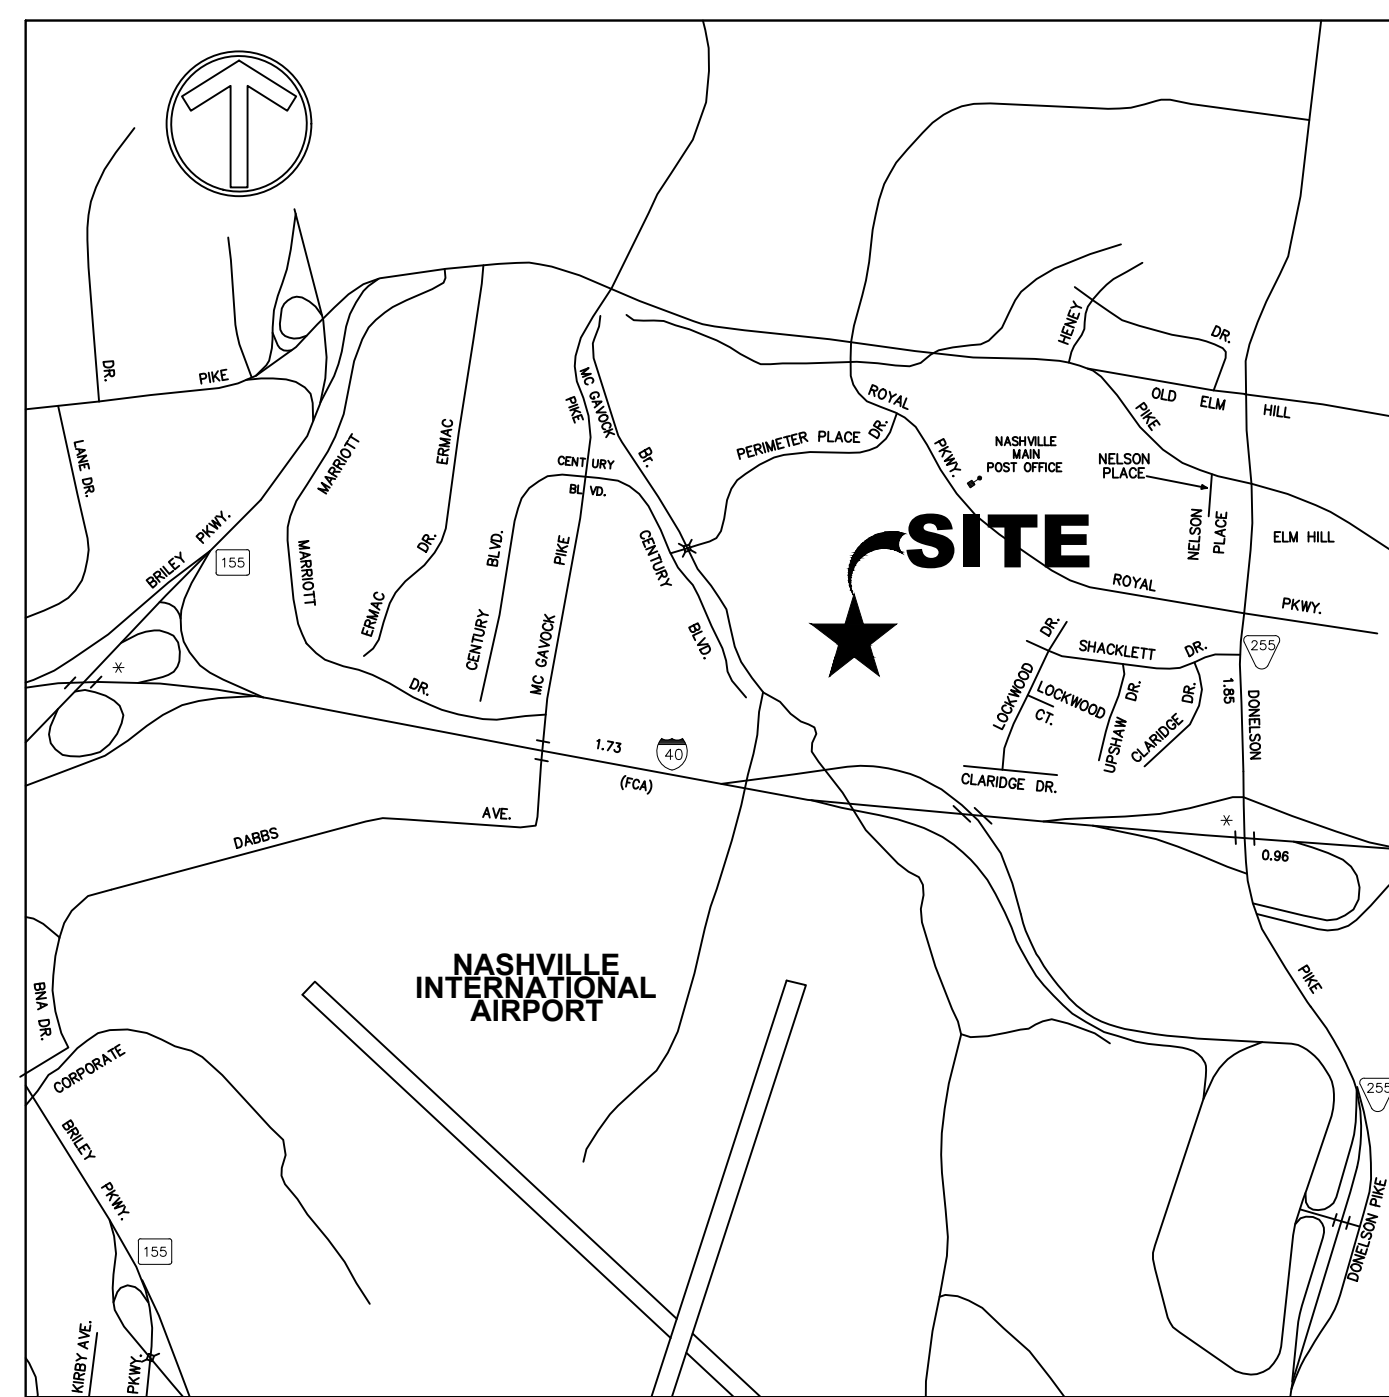 HENEY
DR.
DR.
PIKE
ROYAL
OLD ELM HILL
PIKE
MC GAVOCK
PIKE
MARRIOTT
ERMAC
LANE DR.
PERIMETER PLACE DR.
PKWY.
NASHVILLE
MAIN
POST OFFICE
NELSON
PLACE
Br.
CENTURY
BLVD.
BRILEY PKWY.
155
MARRIOTT
DR.
ERMAC
BLVD.
CENTURY
PIKE
MC GAVOCK
CENTURY
BLVD.
SITE
NELSON
PLACE
ELM HILL
ROYAL
PKWY.
DR.
LOCKWOOD
SHACKLETT DR.
255
LOCKWOOD
CT.
DR.
UPSHAW
DR.
CLARIDGE
1.85
DONELSON
CLARIDGE DR.
DR.
1.73
40
(FCA)
DABBS
AVE.
0.96
NASHVILLE
INTERNATIONAL
AIRPORT
PIKE
BNA DR.
CORPORATE
BRILEY
PKWY.
155
255
DONELSON PIKE
KIRBY AVE.
PKWY.